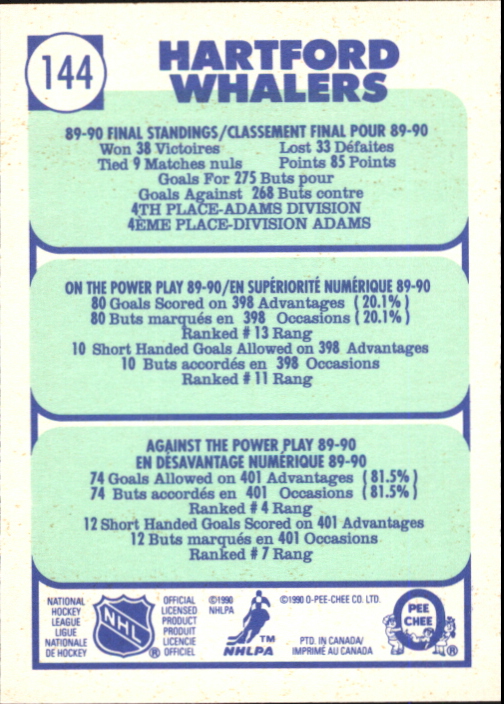 144
HARTFORD
WHALERS
89-90 FINAL STANDINGS/CLASSEMENT FINAL POUR 89-90
Won 38 Victoires Lost 33 Défaites
Tied 9 Matches nuls Points 85 Points
Goals For 275 Buts pour
Goals Against 268 Buts contre
4TH PLACE-ADAMS DIVISION
4ÈME PLACE-DIVISION ADAMS
ON THE POWER PLAY 89-90/EN SUPÉRIORITÉ NUMÉRIQUE 89-90
80 Goals Scored on 398 Advantages (20.1%)
80 Buts marqués en 398 Occasions (20.1%)
Ranked #13 Rang
10 Short Handed Goals Allowed on 398 Advantages
10 Buts accordés en 398 Occasions
Ranked #11 Rang
AGAINST THE POWER PLAY 89-90
EN DÉSAVANTAGE NUMÉRIQUE 89-90
74 Goals Allowed on 401 Advantages (81.5%)
74 Buts accordés en 401 Occasions (81.5%)
Ranked #4 Rang
12 Short Handed Goals Scored on 401 Advantages
12 Buts marqués en 401 Occasions
Ranked #7 Rang
NATIONAL
HOCKEY
LEAGUE
LIGUE
NATIONALE
DE HOCKEY
NHL
®
OFFICIAL
LICENSED
PRODUCT
PRODUIT
LICENCIE
OFFICIEL
©1990
NHLPA
TM
NHLPA
©1990 O-PEE-CHEE CO. LTD.
PTD. IN CANADA/
IMPRIMÉ AU CANADA
PEE
CHEE
®